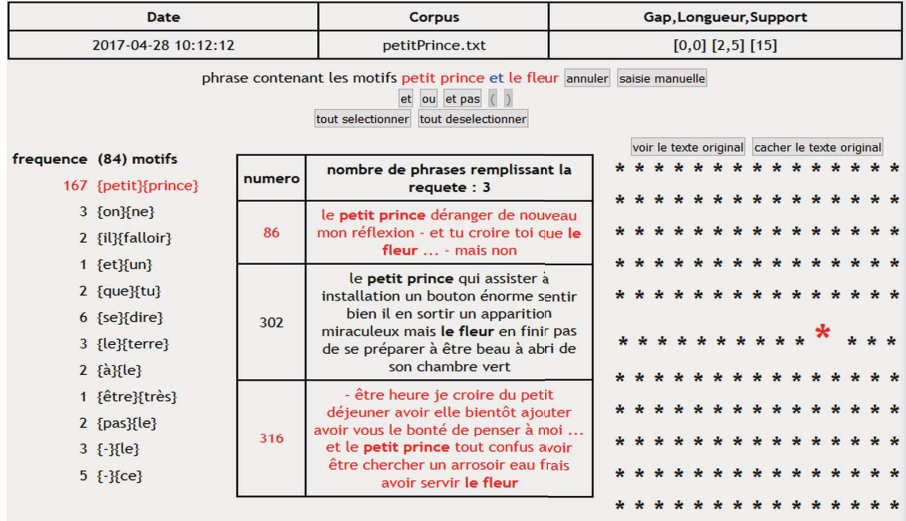 Date Corpus Gap,Longueur,Support
2017-04-28 10:12:12 petitPrince.txt [0,0] [2,5] [15]
phrase contenant les motifs petit prince et le fleur annuler saisie manuelle
et ou et pas ( )
tout selectionner tout deselectionner
voir le texte original cacher le texte original
frequence (84) motifs
167 {petit}{prince}
3 {on}{ne}
2 {il}{falloir}
1 {et}{un}
2 {que}{tu}
6 {se}{dire}
3 {le}{terre}
2 {à}{le}
1 {être}{très}
2 {pas}{le}
3 {-}{le}
5 {-}{ce}
numero
nombre de phrases remplissant la
requete : 3
86
le petit prince déranger de nouveau
mon réflexion - et tu croire toi que le
fleur ... - mais non
302
le petit prince qui assister à
installation un bouton énorme sentir
bien il en sortir un apparition
miraculeux mais le fleur en finir pas
de se préparer à être beau à abri de
son chambre vert
316
- être heure je croire du petit
déjeuner avoir elle bientôt ajouter
avoir vous le bonté de penser à moi ...
et le petit prince tout confus avoir
être chercher un arrosoir eau frais
avoir servir le fleur
* * * * * * * * * * * * * * *
* * * * * * * * * * * * * * *
* * * * * * * * * * * * * * *
* * * * * * * * * * * * * * *
* * * * * * * * * * * * * * *
* * * * * * * * * * * * * *
* * * * * * * * * * * * * * *
* * * * * * * * * * * * * * *
* * * * * * * * * * * * * * *
* * * * * * * * * * * * * * *
* * * * * * * * * * * * * * *